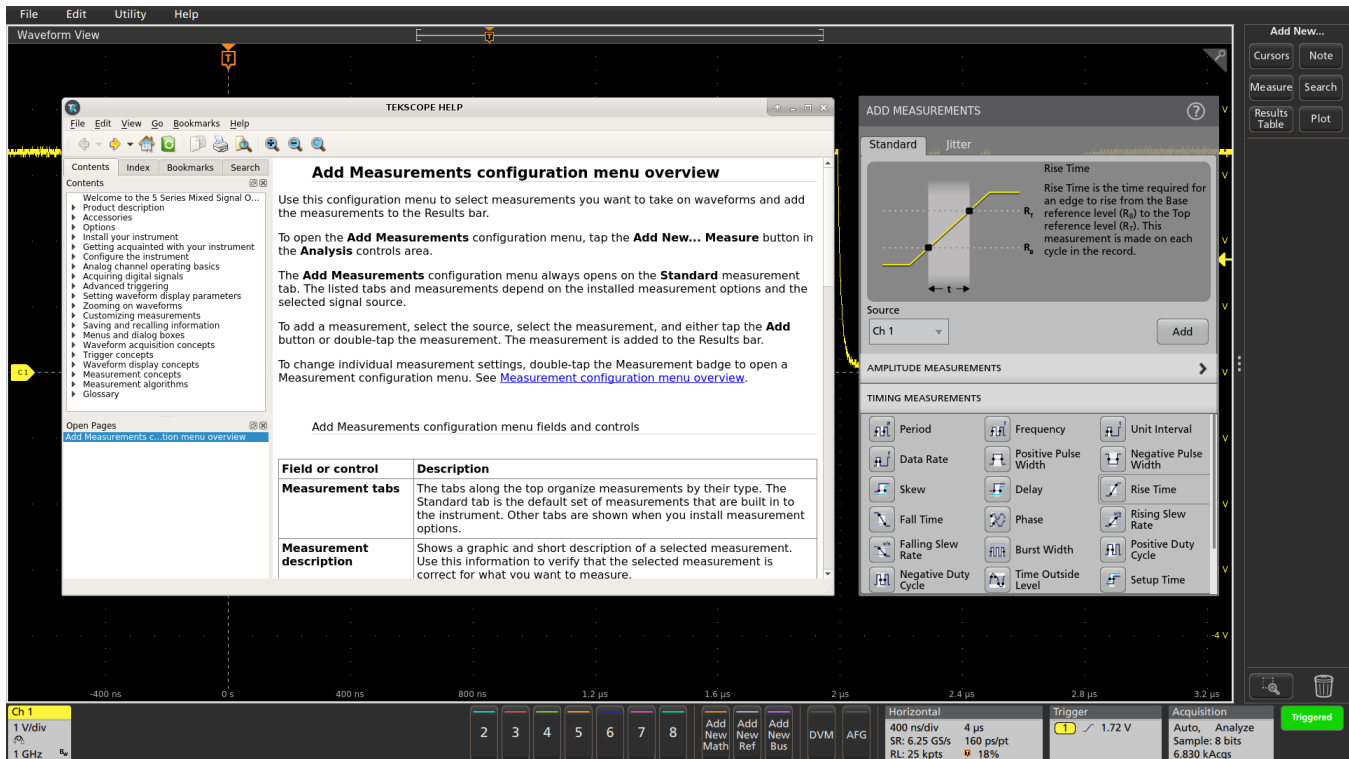 File Edit Utility Help
Waveform View
Add New...
Cursors Note
Measure Search
Results Table Plot
T
T
TEKSCOPE HELP
File Edit View Go Bookmarks Help
Contents Index Bookmarks Search
Contents
Welcome to the 5 Series Mixed Signal O...
Product description
Accessories
Options
Install your instrument
Getting acquainted with your instrument
Configure the instrument
Analog channel operating basics
Acquiring digital signals
Advanced triggering
Setting waveform display parameters
Zooming on waveforms
Customizing measurements
Saving and recalling information
Menus and dialog boxes
Waveform acquisition concepts
Trigger concepts
Waveform display concepts
Measurement concepts
Measurement algorithms
Glossary
Open Pages
Add Measurements c...tion menu overview
Add Measurements configuration menu overview
Use this configuration menu to select measurements you want to take on waveforms and add
the measurements to the Results bar.
To open the Add Measurements configuration menu, tap the Add New... Measure button in
the Analysis controls area.
The Add Measurements configuration menu always opens on the Standard measurement
tab. The listed tabs and measurements depend on the installed measurement options and the
selected signal source.
To add a measurement, select the source, select the measurement, and either tap the Add
button or double-tap the measurement. The measurement is added to the Results bar.
To change individual measurement settings, double-tap the Measurement badge to open a
Measurement configuration menu. See Measurement configuration menu overview.
Add Measurements configuration menu fields and controls
Field or control Description
Measurement tabs The tabs along the top organize measurements by their type. The
Standard tab is the default set of measurements that are built in to
the instrument. Other tabs are shown when you install measurement
options.
Measurement Shows a graphic and short description of a selected measurement.
description Use this information to verify that the selected measurement is
correct for what you want to measure.
ADD MEASUREMENTS ?
Standard Jitter
Rise Time
Rise Time is the time required for
an edge to rise from the Base
reference level (RB) to the Top
reference level (RT). This
measurement is made on each
cycle in the record.
RT
RB
t
Source
Ch 1 Add
AMPLITUDE MEASUREMENTS
TIMING MEASUREMENTS
Period Frequency Unit Interval
Data Rate Positive Pulse Width Negative Pulse Width
Skew Delay Rise Time
Fall Time Phase Rising Slew Rate
Falling Slew Rate Burst Width Positive Duty Cycle
Negative Duty Cycle Time Outside Level Setup Time
V
V
V
V
V
V
V
-4 V
C1
-400 ns 0 s 400 ns 800 ns 1.2 µs 1.6 µs 2 µs 2.4 µs 2.8 µs 3.2 µs
Ch 1
1 V/div
1 GHz BW
2 3 4 5 6 7 8
Add New Math
Add New Ref
Add New Bus
DVM AFG
Horizontal
400 ns/div 4 µs
SR: 6.25 GS/s 160 ps/pt
RL: 25 kpts 18%
Trigger
1 1.72 V
Acquisition
Auto, Analyze
Sample: 8 bits
6.830 kAcqs
Triggered